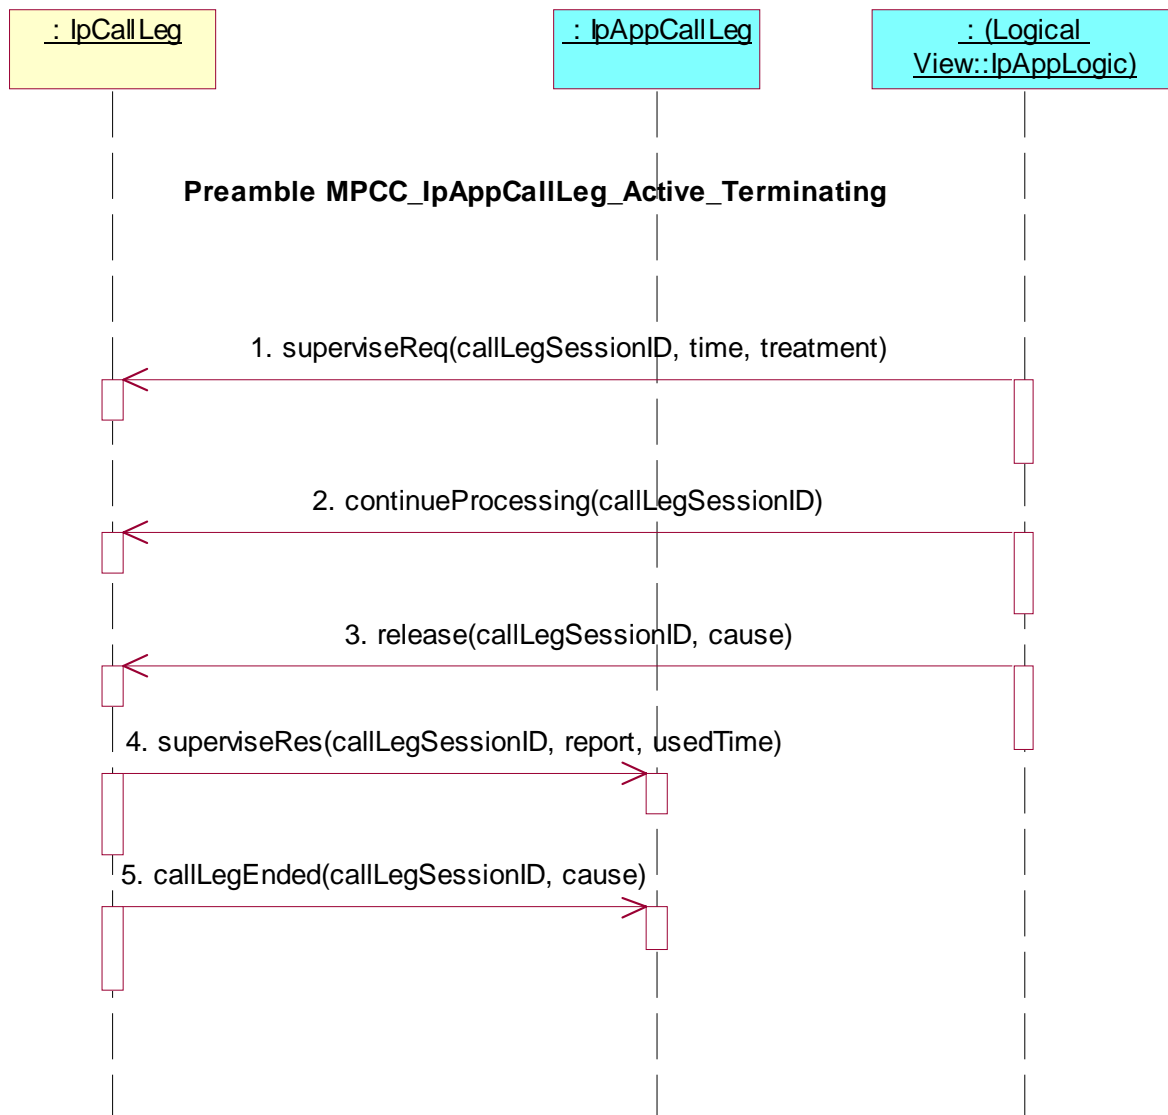 : IpCallLeg
: IpAppCallLeg
: (Logical
View::IpAppLogic)
Preamble MPCC_IpAppCallLeg_Active_Terminating
1. superviseReq(callLegSessionID, time, treatment)
2. continueProcessing(callLegSessionID)
3. release(callLegSessionID, cause)
4. superviseRes(callLegSessionID, report, usedTime)
5. callLegEnded(callLegSessionID, cause)